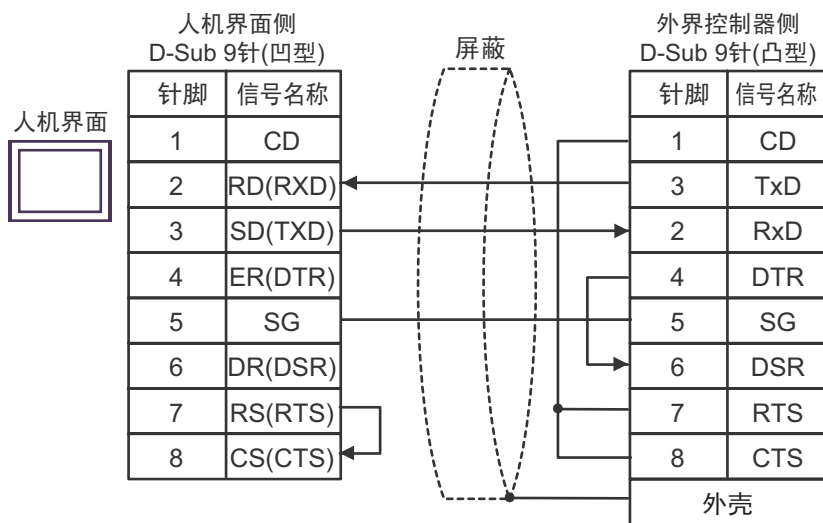 人机界面侧
D-Sub 9针(凹型)
屏蔽
外界控制器侧
D-Sub 9针(凸型)
人机界面
针脚 信号名称
1 CD
2 RD(RXD)
3 SD(TXD)
4 ER(DTR)
5 SG
6 DR(DSR)
7 RS(RTS)
8 CS(CTS)
针脚 信号名称
1 CD
3 TxD
2 RxD
4 DTR
5 SG
6 DSR
7 RTS
8 CTS
外壳